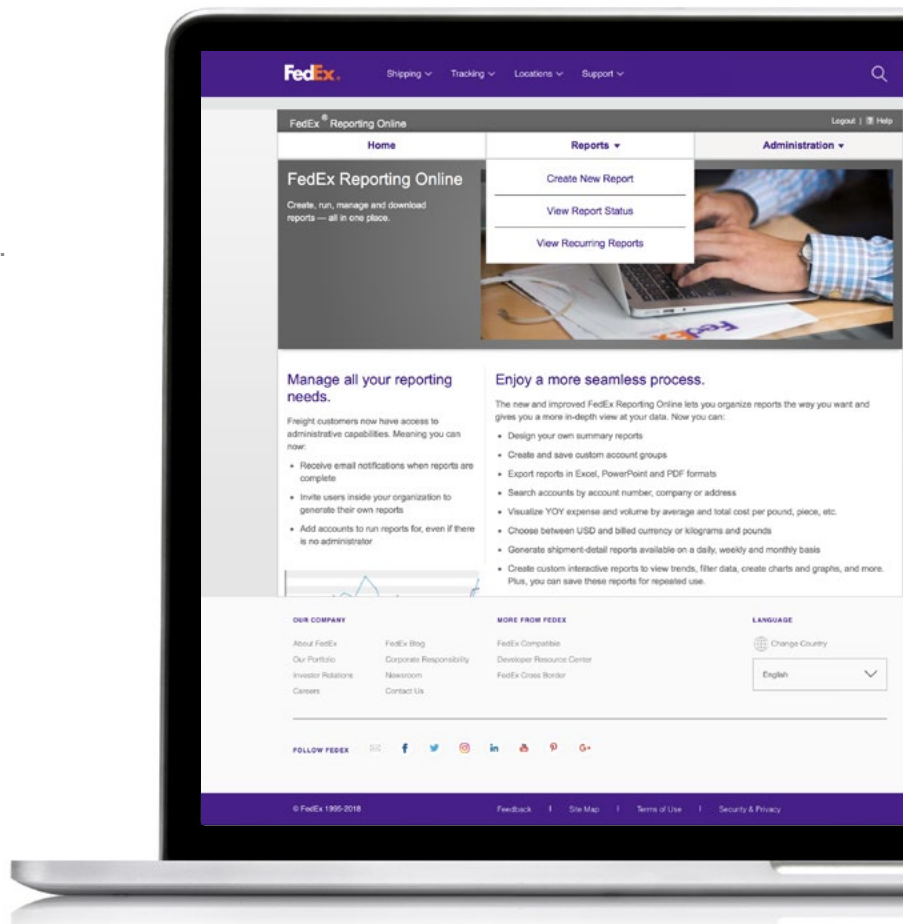 FedEx.
Shipping
Tracking
Locations
Support
FedEx® Reporting Online
Logout | ? Help
Home
Reports
Administration
FedEx Reporting Online
Create, run, manage and download
reports — all in one place.
Create New Report
View Report Status
View Recurring Reports
FedEx
Manage all your reporting
needs.
Freight customers now have access to
administrative capabilities. Meaning you can
now:
• Receive email notifications when reports are
complete
• Invite users inside your organization to
generate their own reports
• Add accounts to run reports for, even if there
is no administrator
Enjoy a more seamless process.
The new and improved FedEx Reporting Online lets you organize reports the way you want and
gives you a more in-depth view at your data. Now you can:
• Design your own summary reports
• Create and save custom account groups
• Export reports in Excel, PowerPoint and PDF formats
• Search accounts by account number, company or address
• Visualize YOY expense and volume by average and total cost per pound, piece, etc.
• Choose between USD and billed currency or kilograms and pounds
• Generate shipment-detail reports available on a daily, weekly and monthly basis
• Create custom interactive reports to view trends, filter data, create charts and graphs, and more.
Plus, you can save these reports for repeated use.
OUR COMPANY
About FedEx
Our Portfolio
Investor Relations
Careers
FedEx Blog
Corporate Responsibility
Newsroom
Contact Us
MORE FROM FEDEX
FedEx Compatible
Developer Resource Center
FedEx Cross Border
LANGUAGE
Change Country
English
FOLLOW FEDEX
© FedEx 1995-2018
Feedback | Site Map | Terms of Use | Security & Privacy